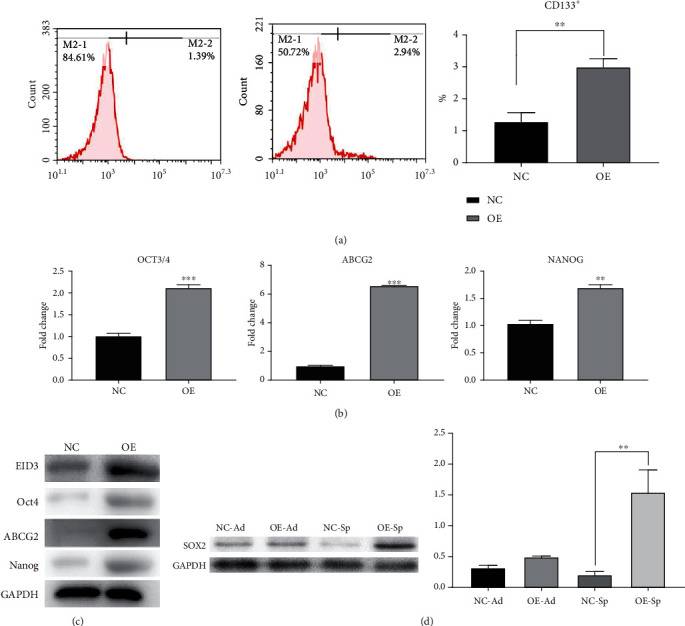 383
M2-1
84.61%
M2-2
1.39%
Count
200
100
0
10^1.1
10^3
10^5
10^7.3
221
M2-1
50.72%
M2-2
2.94%
Count
160
80
0
10^1.1
10^3
10^5
10^7.3
CD133⁺
**
%
4
3
2
1
0
NC
OE
NC
OE
(a)
OCT3/4
***
Fold change
2.5
2.0
1.5
1.0
0.5
0.0
NC
OE
ABCG2
***
Fold change
8
6
4
2
0
NC
OE
NANOG
**
Fold change
2.5
2.0
1.5
1.0
0.5
0.0
NC
OE
(b)
NC OE
EID3
Oct4
ABCG2
Nanog
GAPDH
(c)
NC-Ad OE-Ad NC-Sp OE-Sp
SOX2
GAPDH
**
2.5
2.0
1.5
1.0
0.5
0.0
NC-Ad OE-Ad NC-Sp OE-Sp
(d)